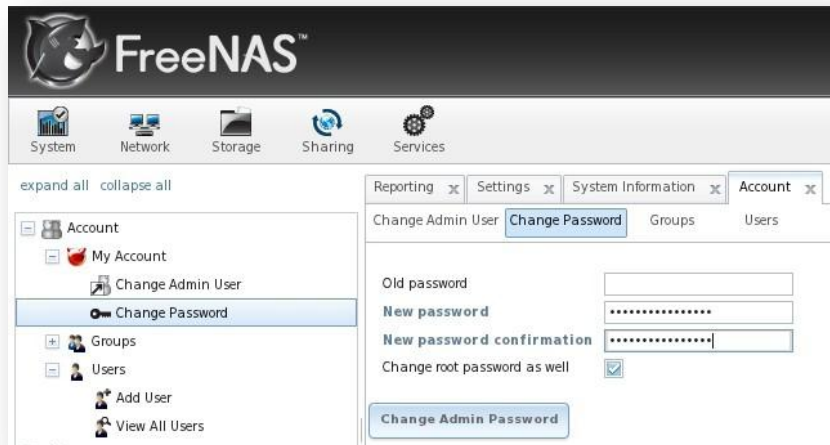 FreeNAS™
System Network Storage Sharing Services
expand all collapse all
Account
My Account
Change Admin User
Change Password
Groups
Users
Add User
View All Users
Reporting Settings System Information Account
Change Admin User Change Password Groups Users
Old password
New password
New password confirmation
Change root password as well
Change Admin Password